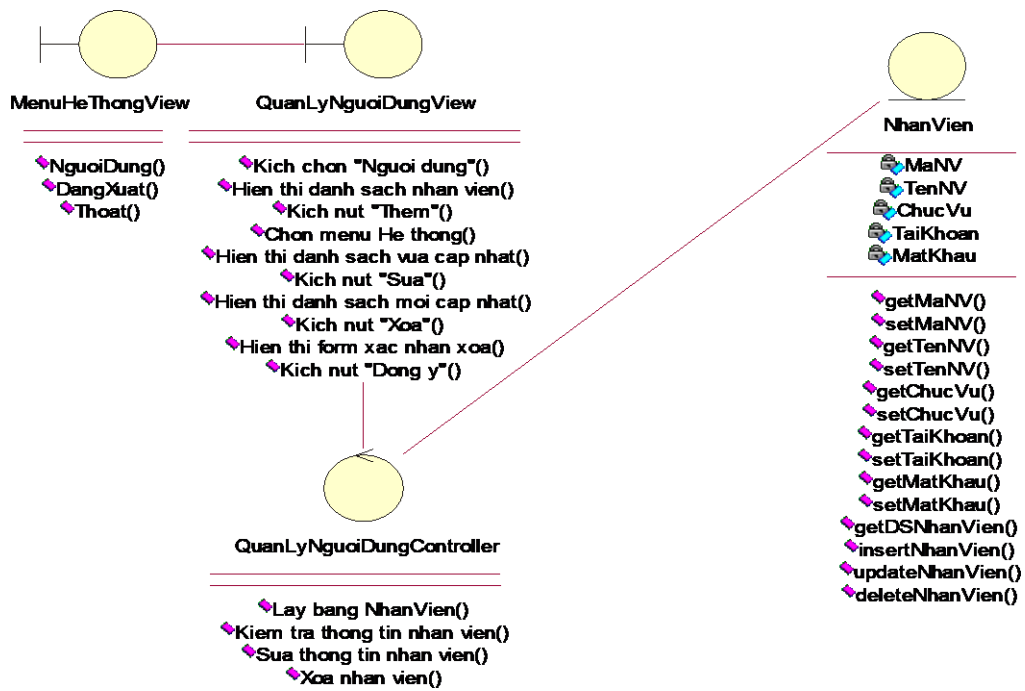 MenuHeThongView
NguoiDung()
DangXuat()
Thoat()
QuanLyNguoiDungView
Kich chon "Nguoi dung"()
Hien thi danh sach nhan vien()
Kich nut "Them"()
Chon menu He thong()
Hien thi danh sach vua cap nhat()
Kich nut "Sua"()
Hien thi danh sach moi cap nhat()
Kich nut "Xoa"()
Hien thi form xac nhan xoa()
Kich nut "Dong y"()
NhanVien
MaNV
TenNV
ChucVu
TaiKhoan
MatKhau
getMaNV()
setMaNV()
getTenNV()
setTenNV()
getChucVu()
setChucVu()
getTaiKhoan()
setTaiKhoan()
getMatKhau()
setMatKhau()
getDSNhanVien()
insertNhanVien()
updateNhanVien()
deleteNhanVien()
QuanLyNguoiDungController
Lay bang NhanVien()
Kiem tra thong tin nhan vien()
Sua thong tin nhan vien()
Xoa nhan vien()